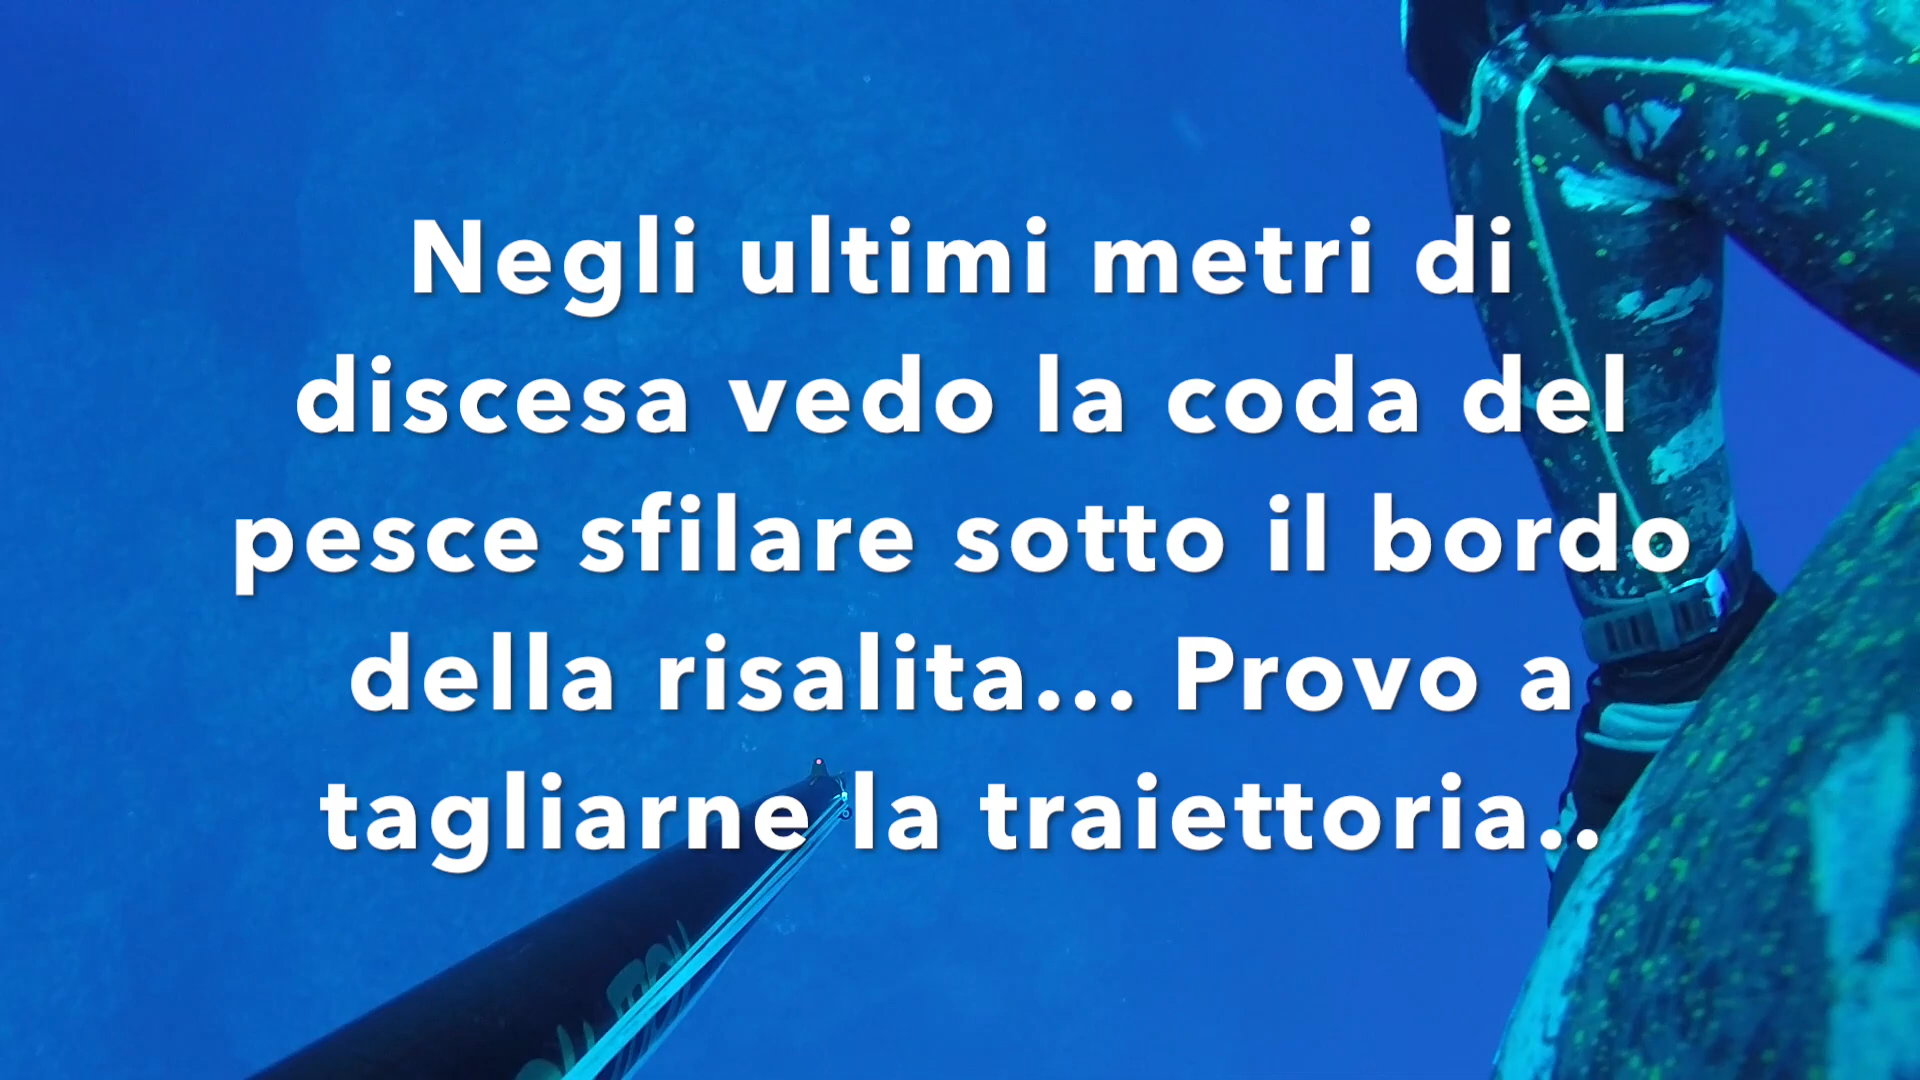 Negli ultimi metri di
discesa vedo la coda del
pesce sfilare sotto il bordo
della risalita... Provo a
tagliarne la traiettoria..